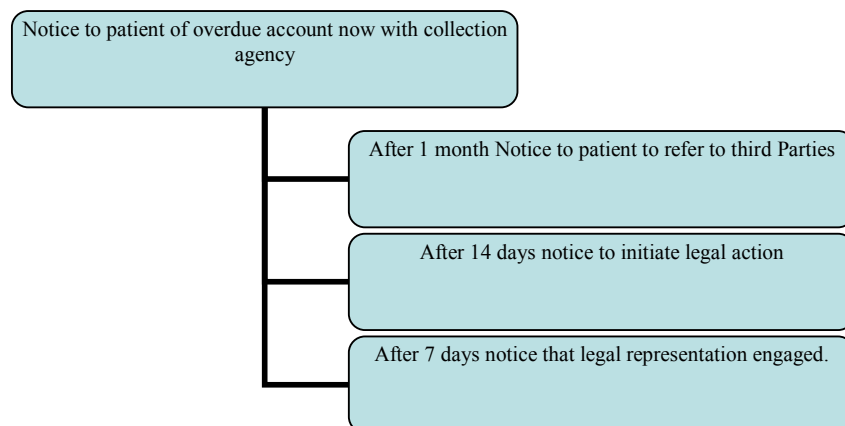 Notice to patient of overdue account now with collection
agency
After 1 month Notice to patient to refer to third Parties
After 14 days notice to initiate legal action
After 7 days notice that legal representation engaged.